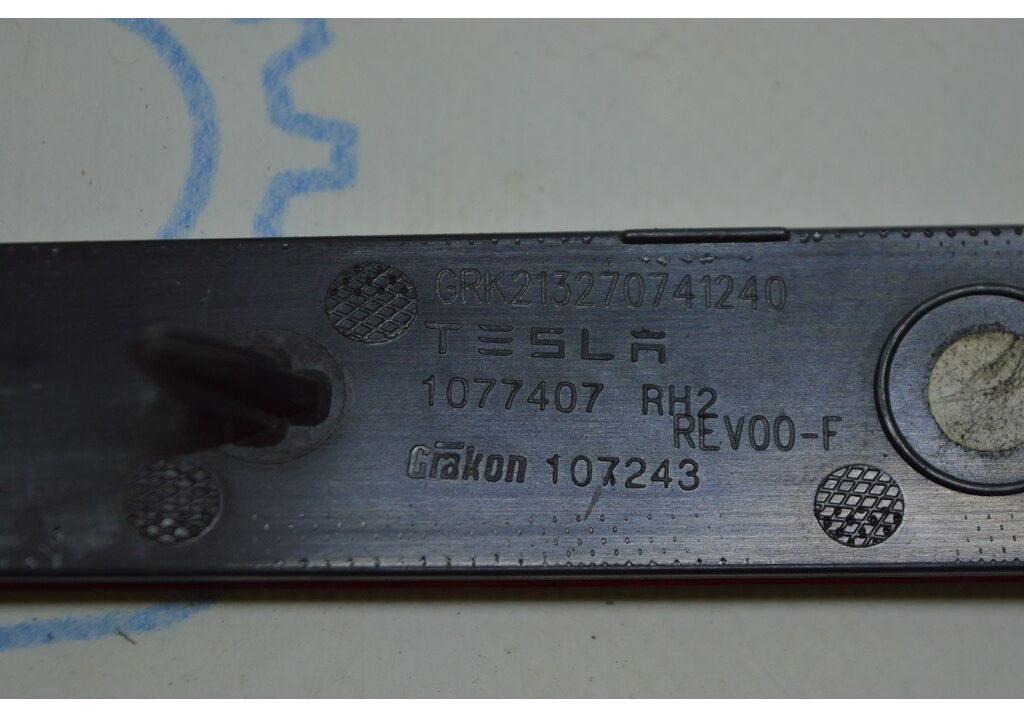 GRK213270741240
TESLA
1077407 RH2
REV00-F
Grakon 107243